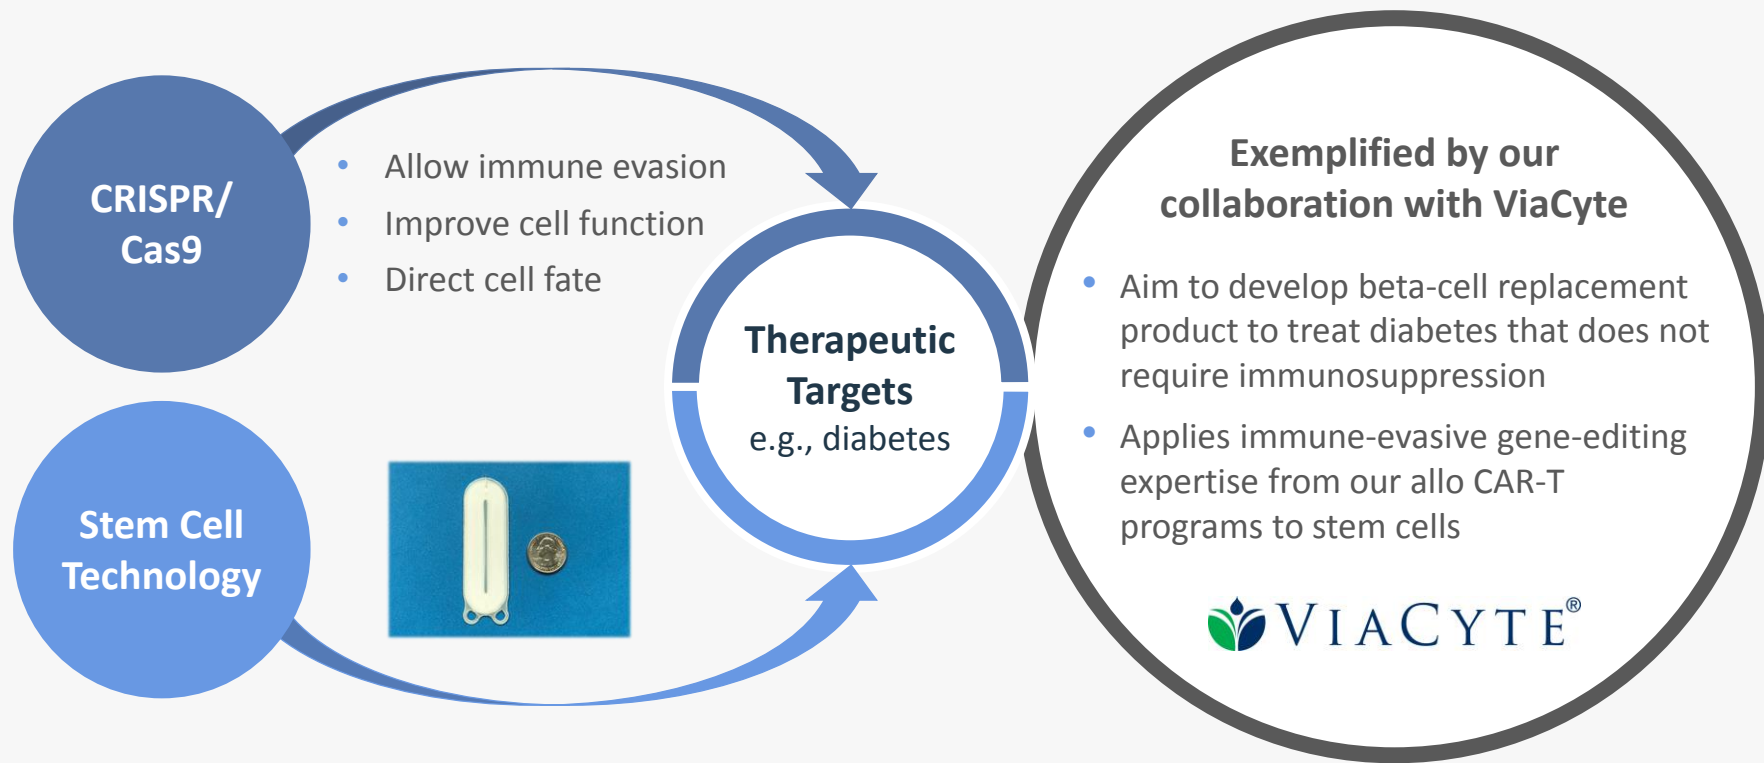 CRISPR/
Cas9
• Allow immune evasion
• Improve cell function
• Direct cell fate
Stem Cell
Technology
Therapeutic
Targets
e.g., diabetes
Exemplified by our
collaboration with ViaCyte
• Aim to develop beta-cell replacement
product to treat diabetes that does not
require immunosuppression
• Applies immune-evasive gene-editing
expertise from our allo CAR-T
programs to stem cells
VIACYTE®